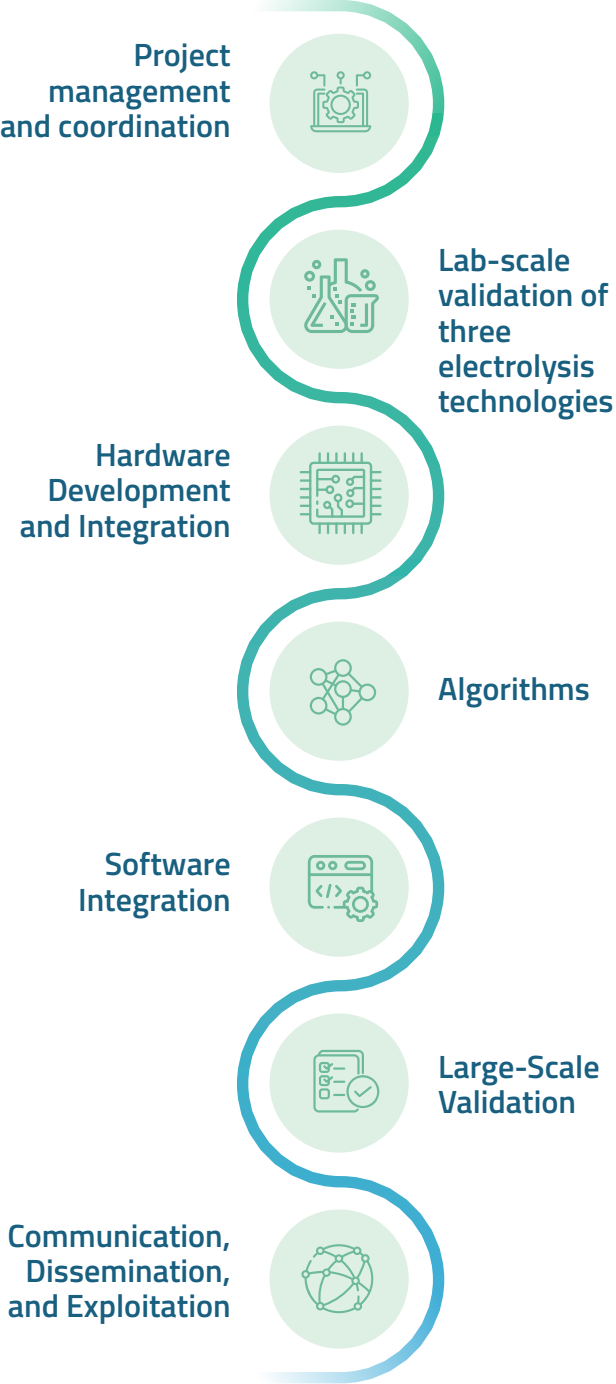 Project
management
and coordination
Lab-scale
validation of
three
electrolysis
technologies
Hardware
Development
and Integration
Algorithms
Software
Integration
Large-Scale
Validation
Communication,
Dissemination,
and Exploitation